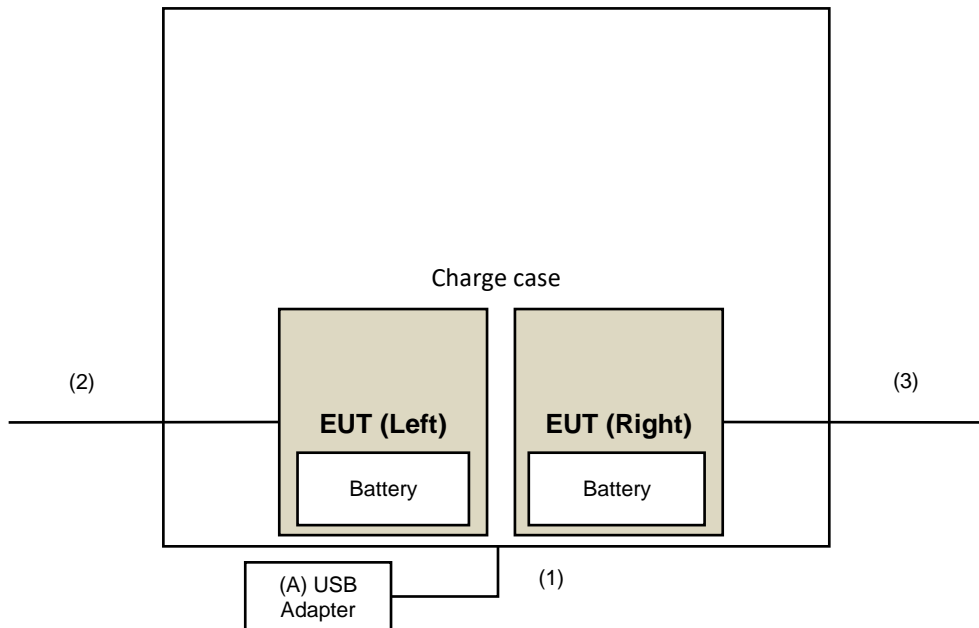 Charge case
(2)
(3)
EUT (Left)
EUT (Right)
Battery
Battery
(A) USB
Adapter
(1)